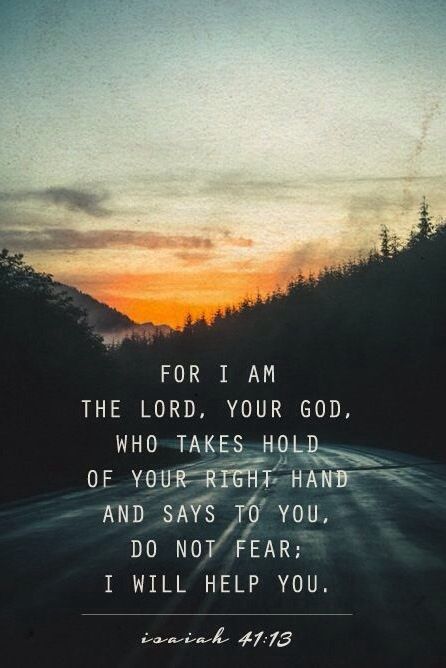 FOR I AM
THE LORD, YOUR GOD,
WHO TAKES HOLD
OF YOUR RIGHT HAND
AND SAYS TO YOU,
DO NOT FEAR;
I WILL HELP YOU.
isaiah 41:13